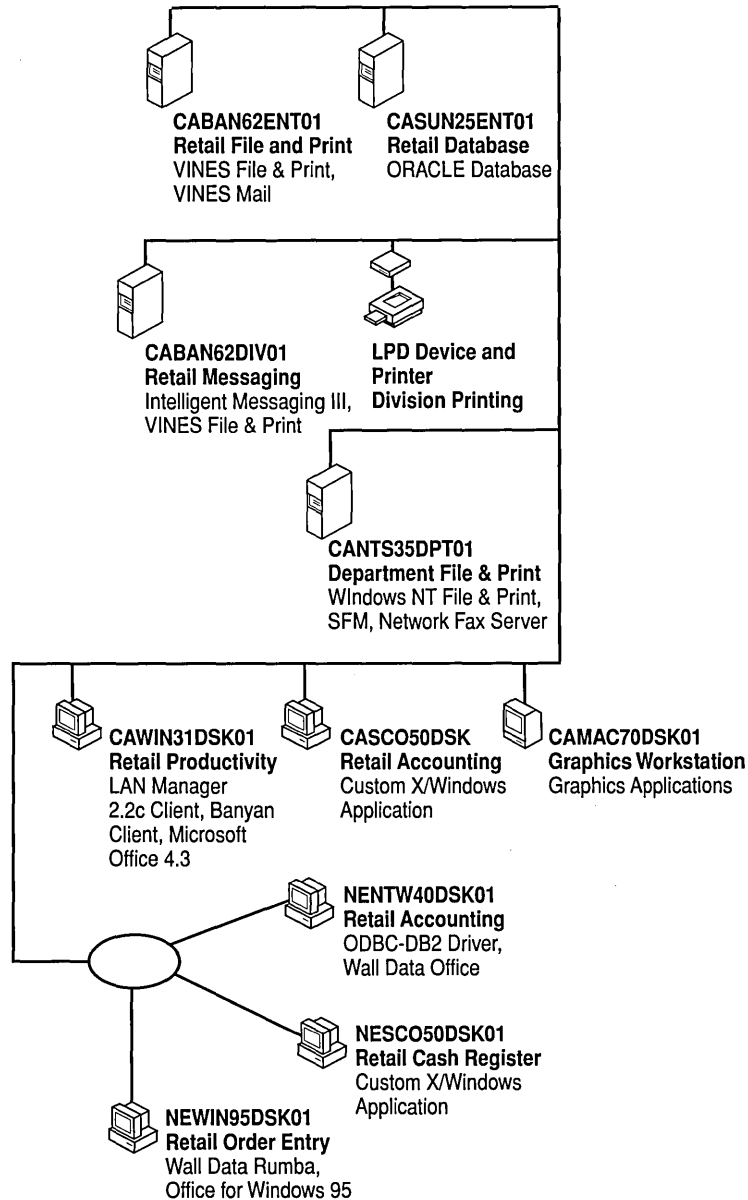 CABAN62ENT01
Retail File and Print
VINES File & Print,
VINES Mail
CASUN25ENT01
Retail Database
ORACLE Database
CABAN62DIV01
Retail Messaging
Intelligent Messaging III,
VINES File & Print
LPD Device and
Printer
Division Printing
CANTS35DPT01
Department File & Print
WIndows NT File & Print,
SFM, Network Fax Server
CAWIN31DSK01
Retail Productivity
LAN Manager
2.2c Client, Banyan
Client, Microsoft
Office 4.3
CASCO50DSK
Retail Accounting
Custom X/Windows
Application
CAMAC70DSK01
Graphics Workstation
Graphics Applications
NENTW40DSK01
Retail Accounting
ODBC-DB2 Driver,
Wall Data Office
NESCO50DSK01
Retail Cash Register
Custom X/Windows
Application
NEWIN95DSK01
Retail Order Entry
Wall Data Rumba,
Office for Windows 95